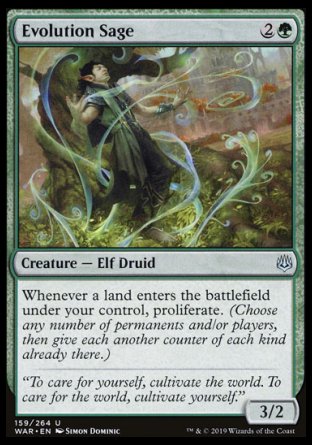 Evolution Sage 2
Creature — Elf Druid
Whenever a land enters the battlefield
under your control, proliferate. (Choose
any number of permanents and/or players,
then give each another counter of each kind
already there.)
“To care for yourself, cultivate the world. To
care for the world, cultivate yourself.”
3/2
159/264 U
WAR • EN Simon Dominic
™ & © 2019 Wizards of the Coast